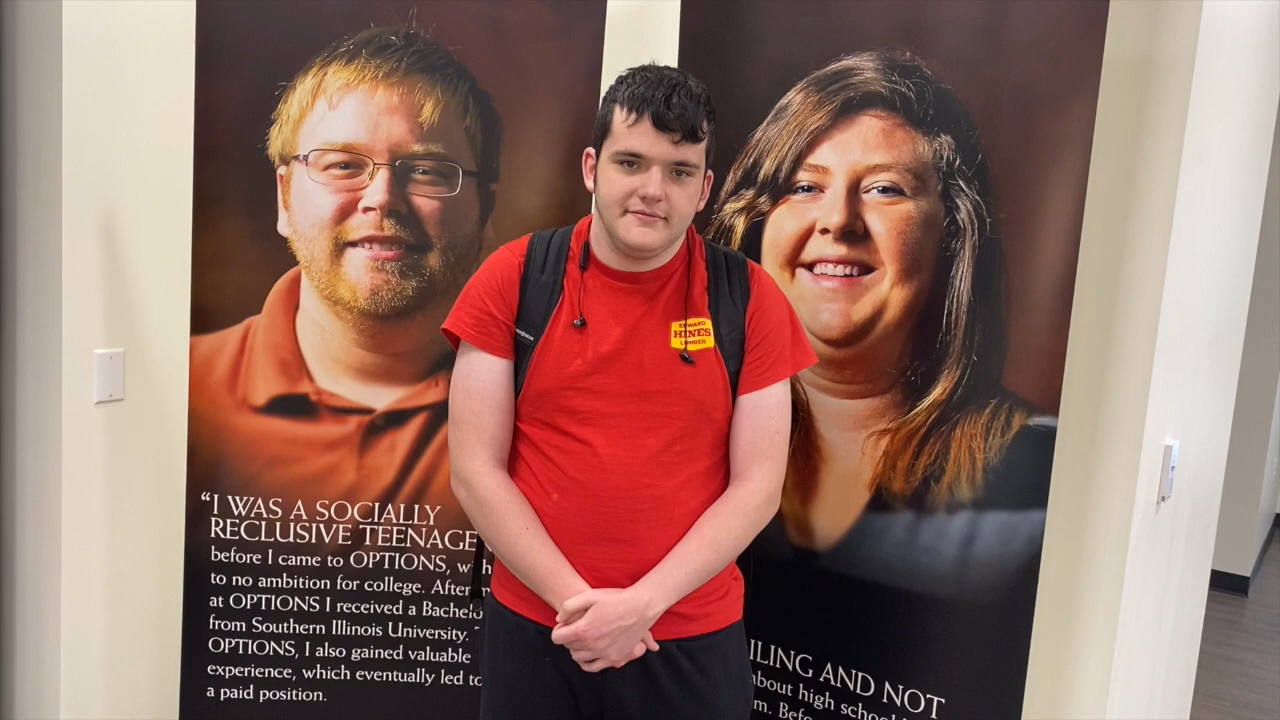 EDWARD
HINES
LUMBER
“I WAS A SOCIALLY
RECLUSIVE TEENAGE
before I came to OPTIONS, with
to no ambition for college. After
at OPTIONS I received a Bachelo
from Southern Illinois University.
OPTIONS, I also gained valuable
experience, which eventually led to
a paid position.
ILING AND NOT
about high school
m. Befo